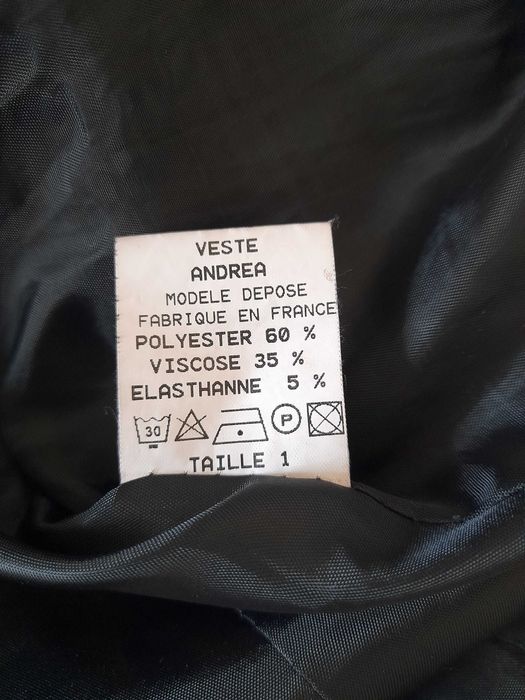 VESTE
ANDREA
MODELE DEPOSE
FABRIQUE EN FRANCE
POLYESTER 60 %
VISCOSE 35 %
ELASTHANNE 5 %
30 P
TAILLE 1